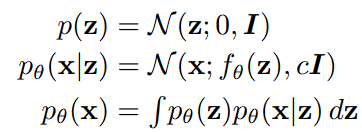 p(z) = 𝒩(z; 0, I)
p_θ(x|z) = 𝒩(x; f_θ(z), cI)
p_θ(x) = ∫ p_θ(z)p_θ(x|z) dz